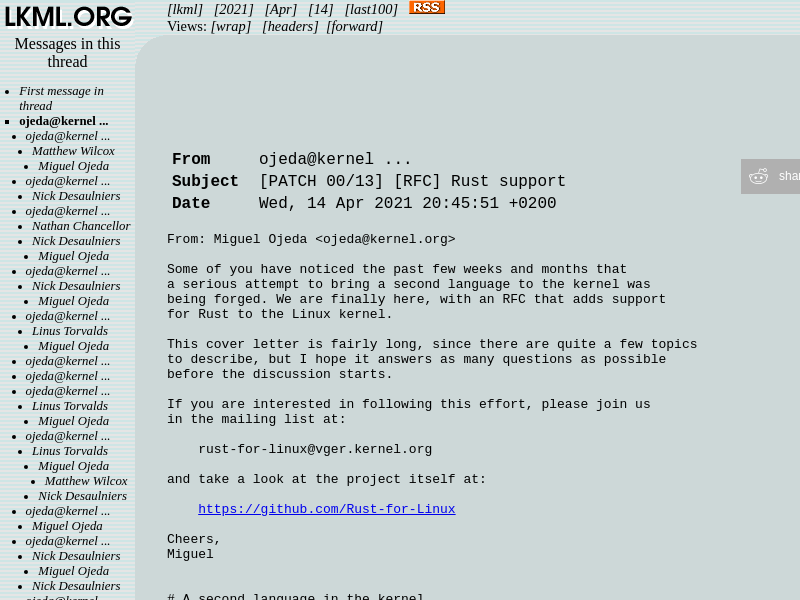 LKML.ORG
[lkml] [2021] [Apr] [14] [last100] RSS
Views: [wrap] [headers] [forward]
Messages in this
thread
First message in
thread
ojeda@kernel ...
ojeda@kernel ...
Matthew Wilcox
Miguel Ojeda
ojeda@kernel ...
Nick Desaulniers
ojeda@kernel ...
Nathan Chancellor
Nick Desaulniers
Miguel Ojeda
ojeda@kernel ...
Nick Desaulniers
Miguel Ojeda
ojeda@kernel ...
Linus Torvalds
Miguel Ojeda
ojeda@kernel ...
ojeda@kernel ...
ojeda@kernel ...
Linus Torvalds
Miguel Ojeda
ojeda@kernel ...
Linus Torvalds
Miguel Ojeda
Matthew Wilcox
Nick Desaulniers
ojeda@kernel ...
Miguel Ojeda
ojeda@kernel ...
Nick Desaulniers
Miguel Ojeda
Nick Desaulniers
ojeda@kernel ...
From ojeda@kernel ...
Subject [PATCH 00/13] [RFC] Rust support
Date Wed, 14 Apr 2021 20:45:51 +0200
From: Miguel Ojeda <ojeda@kernel.org>
Some of you have noticed the past few weeks and months that
a serious attempt to bring a second language to the kernel was
being forged. We are finally here, with an RFC that adds support
for Rust to the Linux kernel.
This cover letter is fairly long, since there are quite a few topics
to describe, but I hope it answers as many questions as possible
before the discussion starts.
If you are interested in following this effort, please join us
in the mailing list at:
rust-for-linux@vger.kernel.org
and take a look at the project itself at:
https://github.com/Rust-for-Linux
Cheers,
Miguel
# A second language in the kernel